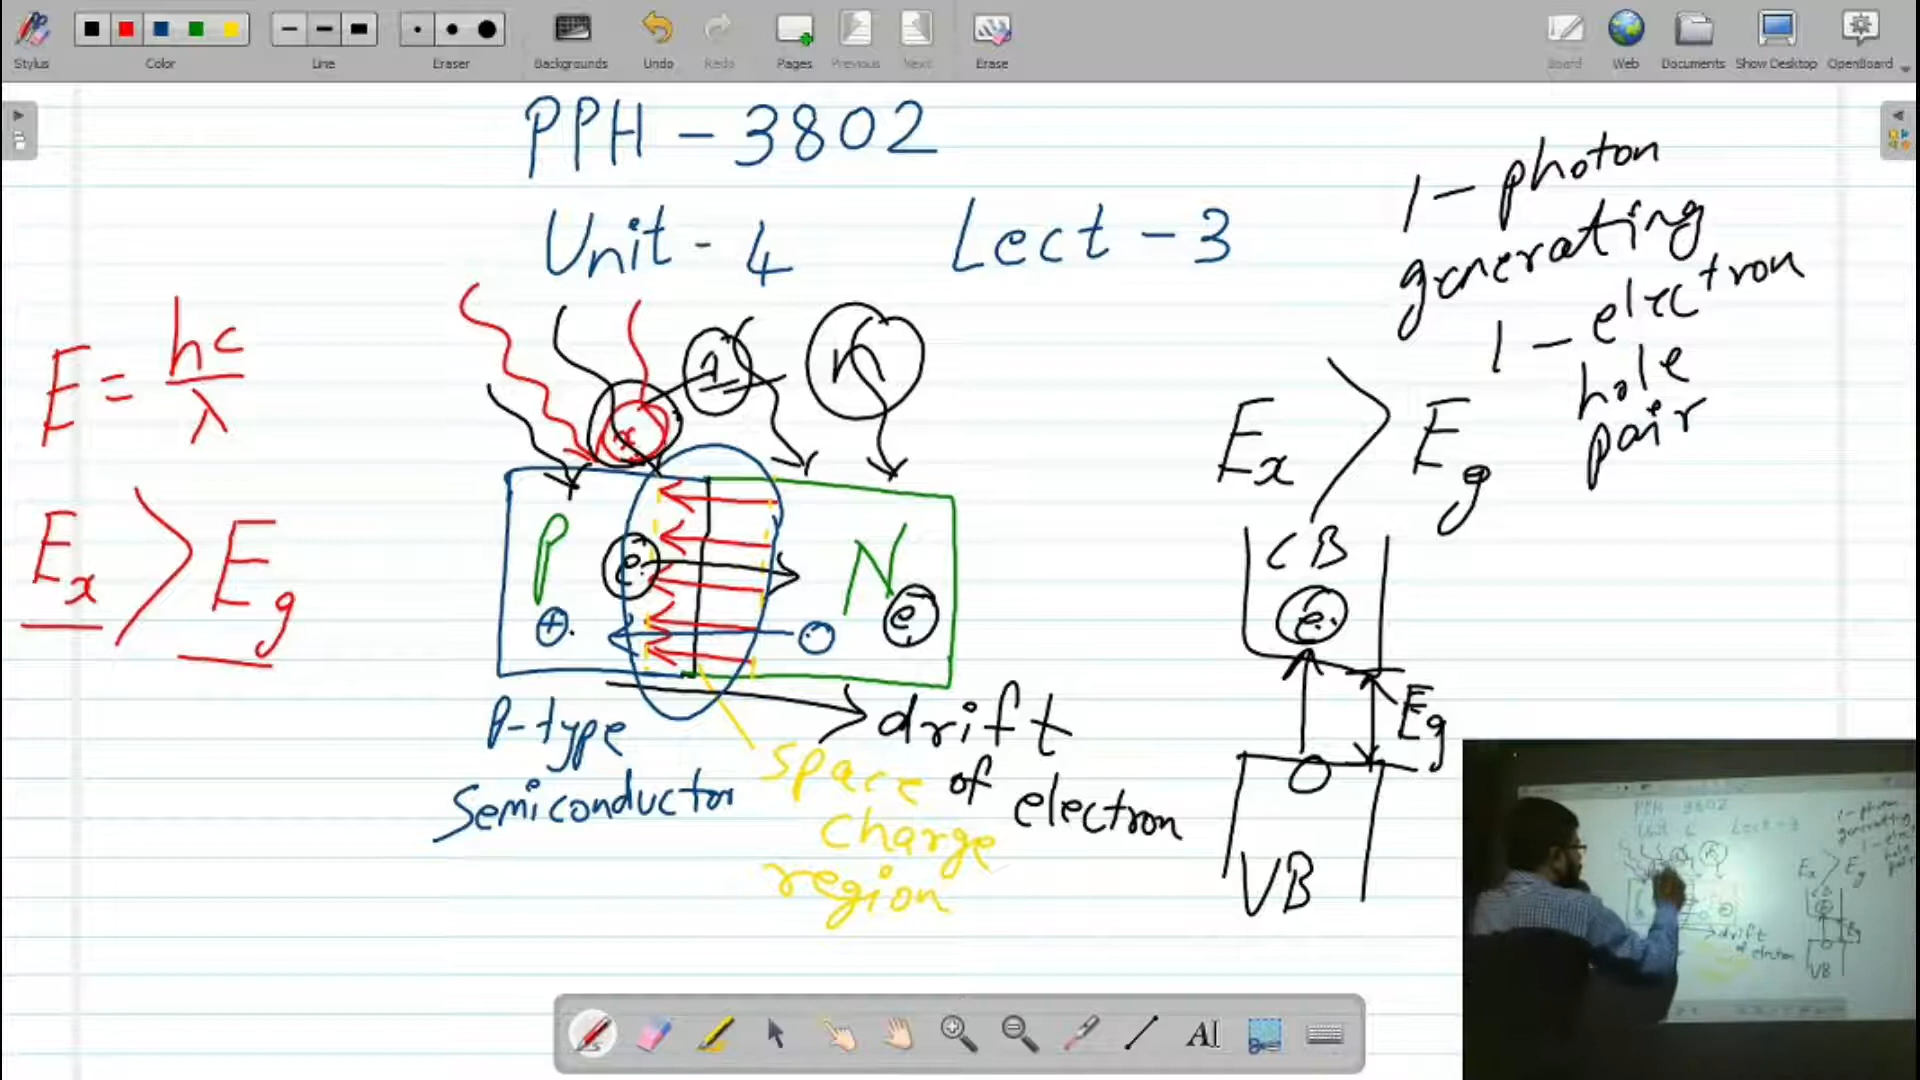 Stylus
Color
Line
Eraser
Backgrounds
Undo
Redo
Pages
Previous
Next
Erase
Board
Web
Documents
Show Desktop
OpenBoard
PPH - 3802
Unit - 4 Lect - 3
1 - photon
generating
1 - electron
hole
pair
E = hc
λ
Ex > Eg
x
λ
Ex > Eg
P
N
e
e
+
P-type
Semiconductor
drift
of
electron
space
charge
region
CB
e
Eg
VB
AI